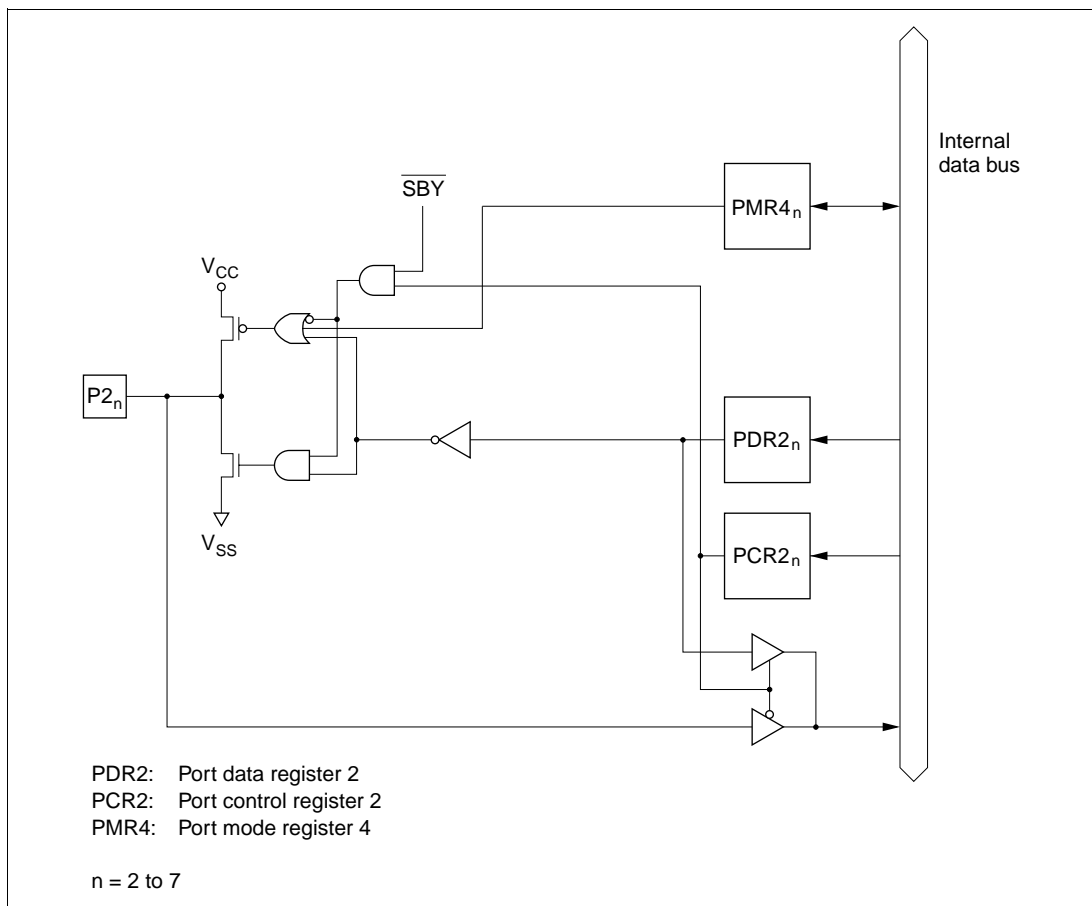 Internal
data bus
SBY
PMR4n
VCC
P2n
PDR2n
VSS
PCR2n
PDR2: Port data register 2
PCR2: Port control register 2
PMR4: Port mode register 4
n = 2 to 7